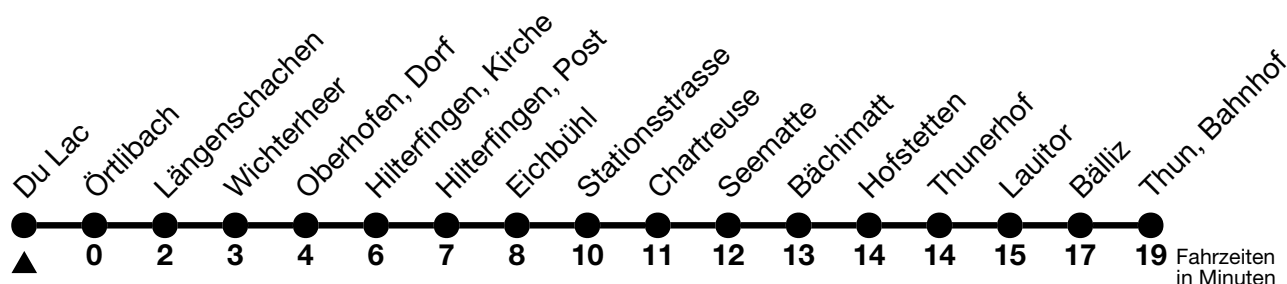 Du Lac
Örtlibach
Längenschachen
Wichterheer
Oberhofen, Dorf
Hilterfingen, Kirche
Hilterfingen, Post
Eichbühl
Stationsstrasse
Chartreuse
Seematte
Bächimatt
Hofstetten
Thunerhof
Lauitor
Bälliz
Thun, Bahnhof
0 2 3 4 6 7 8 10 11 12 13 14 14 15 17 19 Fahrzeiten
in Minuten